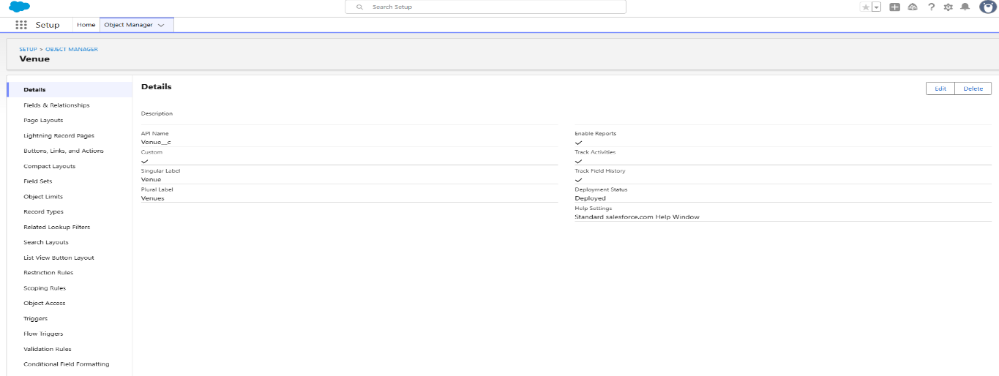 Search Setup
Setup
Home
Object Manager
SETUP > OBJECT MANAGER
Venue
Details
Fields & Relationships
Page Layouts
Lightning Record Pages
Buttons, Links, and Actions
Compact Layouts
Field Sets
Object Limits
Record Types
Related Lookup Filters
Search Layouts
List View Button Layout
Restriction Rules
Scoping Rules
Object Access
Triggers
Flow Triggers
Validation Rules
Conditional Field Formatting
Details
Edit
Delete
Description
API Name
Venue__c
Custom
Singular Label
Venue
Plural Label
Venues
Enable Reports
Track Activities
Track Field History
Deployment Status
Deployed
Help Settings
Standard salesforce.com Help Window